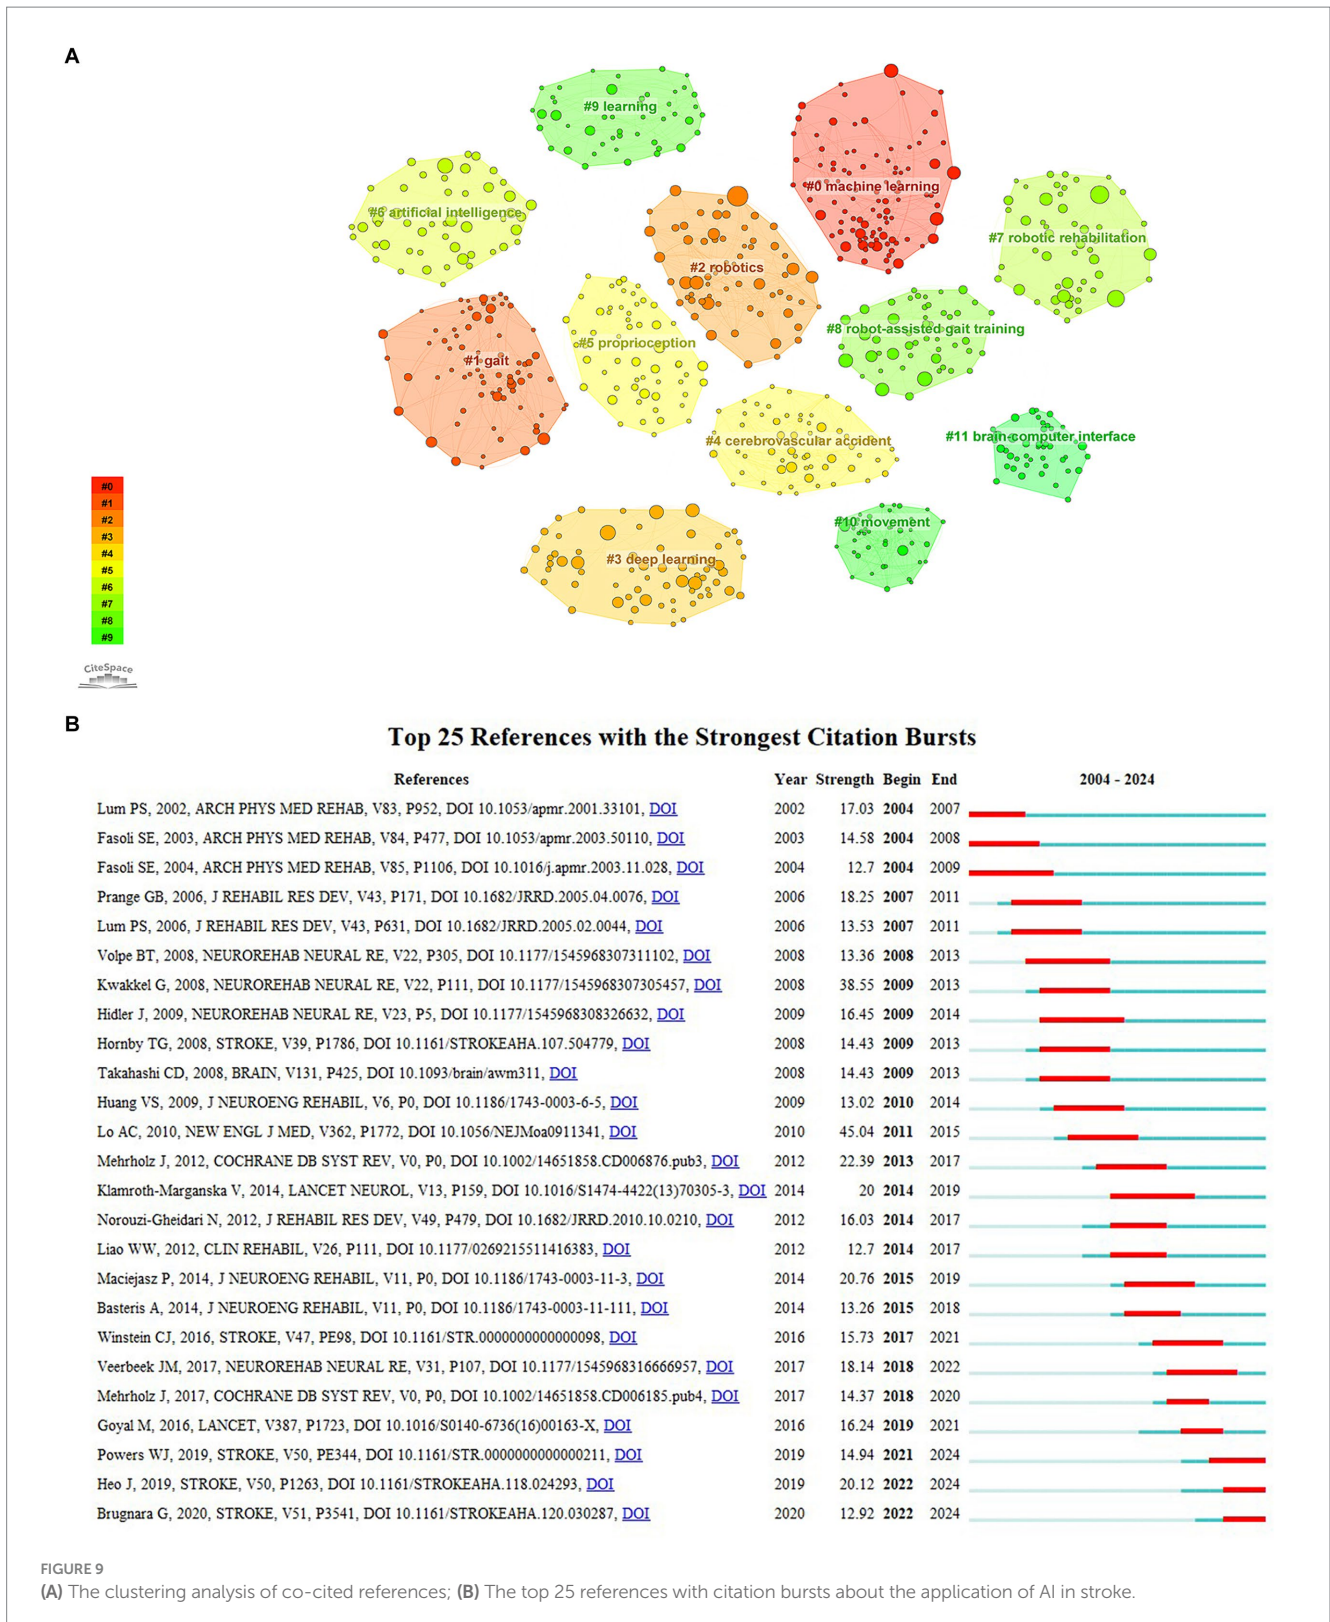 A
#9 learning
#0 machine learning
#6 artificial intelligence
#7 robotic rehabilitation
#2 robotics
#8 robot-assisted gait training
#5 proprioception
#1 gait
#4 cerebrovascular accident
#11 brain-computer interface
#10 movement
#3 deep learning
#0
#1
#2
#3
#4
#5
#6
#7
#8
#9
CiteSpace
B
Top 25 References with the Strongest Citation Bursts
References Year Strength Begin End 2004 - 2024
Lum PS, 2002, ARCH PHYS MED REHAB, V83, P952, DOI 10.1053/apmr.2001.33101, DOI 2002 17.03 2004 2007
Fasoli SE, 2003, ARCH PHYS MED REHAB, V84, P477, DOI 10.1053/apmr.2003.50110, DOI 2003 14.58 2004 2008
Fasoli SE, 2004, ARCH PHYS MED REHAB, V85, P1106, DOI 10.1016/j.apmr.2003.11.028, DOI 2004 12.7 2004 2009
Prange GB, 2006, J REHABIL RES DEV, V43, P171, DOI 10.1682/JRRD.2005.04.0076, DOI 2006 18.25 2007 2011
Lum PS, 2006, J REHABIL RES DEV, V43, P631, DOI 10.1682/JRRD.2005.02.0044, DOI 2006 13.53 2007 2011
Volpe BT, 2008, NEUROREHAB NEURAL RE, V22, P305, DOI 10.1177/1545968307311102, DOI 2008 13.36 2008 2013
Kwakkel G, 2008, NEUROREHAB NEURAL RE, V22, P111, DOI 10.1177/1545968307305457, DOI 2008 38.55 2009 2013
Hidler J, 2009, NEUROREHAB NEURAL RE, V23, P5, DOI 10.1177/1545968308326632, DOI 2009 16.45 2009 2014
Hornby TG, 2008, STROKE, V39, P1786, DOI 10.1161/STROKEAHA.107.504779, DOI 2008 14.43 2009 2013
Takahashi CD, 2008, BRAIN, V131, P425, DOI 10.1093/brain/awm311, DOI 2008 14.43 2009 2013
Huang VS, 2009, J NEUROENG REHABIL, V6, P0, DOI 10.1186/1743-0003-6-5, DOI 2009 13.02 2010 2014
Lo AC, 2010, NEW ENGL J MED, V362, P1772, DOI 10.1056/NEJMoa0911341, DOI 2010 45.04 2011 2015
Mehrholz J, 2012, COCHRANE DB SYST REV, V0, P0, DOI 10.1002/14651858.CD006876.pub3, DOI 2012 22.39 2013 2017
Klamroth-Marganska V, 2014, LANCET NEUROL, V13, P159, DOI 10.1016/S1474-4422(13)70305-3, DOI 2014 20 2014 2019
Norouzi-Gheidari N, 2012, J REHABIL RES DEV, V49, P479, DOI 10.1682/JRRD.2010.10.0210, DOI 2012 16.03 2014 2017
Liao WW, 2012, CLIN REHABIL, V26, P111, DOI 10.1177/0269215511416383, DOI 2012 12.7 2014 2017
Maciejasz P, 2014, J NEUROENG REHABIL, V11, P0, DOI 10.1186/1743-0003-11-3, DOI 2014 20.76 2015 2019
Basteris A, 2014, J NEUROENG REHABIL, V11, P0, DOI 10.1186/1743-0003-11-111, DOI 2014 13.26 2015 2018
Winstein CJ, 2016, STROKE, V47, PE98, DOI 10.1161/STR.0000000000000098, DOI 2016 15.73 2017 2021
Veerbeek JM, 2017, NEUROREHAB NEURAL RE, V31, P107, DOI 10.1177/1545968316666957, DOI 2017 18.14 2018 2022
Mehrholz J, 2017, COCHRANE DB SYST REV, V0, P0, DOI 10.1002/14651858.CD006185.pub4, DOI 2017 14.37 2018 2020
Goyal M, 2016, LANCET, V387, P1723, DOI 10.1016/S0140-6736(16)00163-X, DOI 2016 16.24 2019 2021
Powers WJ, 2019, STROKE, V50, PE344, DOI 10.1161/STR.0000000000000211, DOI 2019 14.94 2021 2024
Heo J, 2019, STROKE, V50, P1263, DOI 10.1161/STROKEAHA.118.024293, DOI 2019 20.12 2022 2024
Brugnara G, 2020, STROKE, V51, P3541, DOI 10.1161/STROKEAHA.120.030287, DOI 2020 12.92 2022 2024
FIGURE 9
(A) The clustering analysis of co-cited references; (B) The top 25 references with citation bursts about the application of AI in stroke.